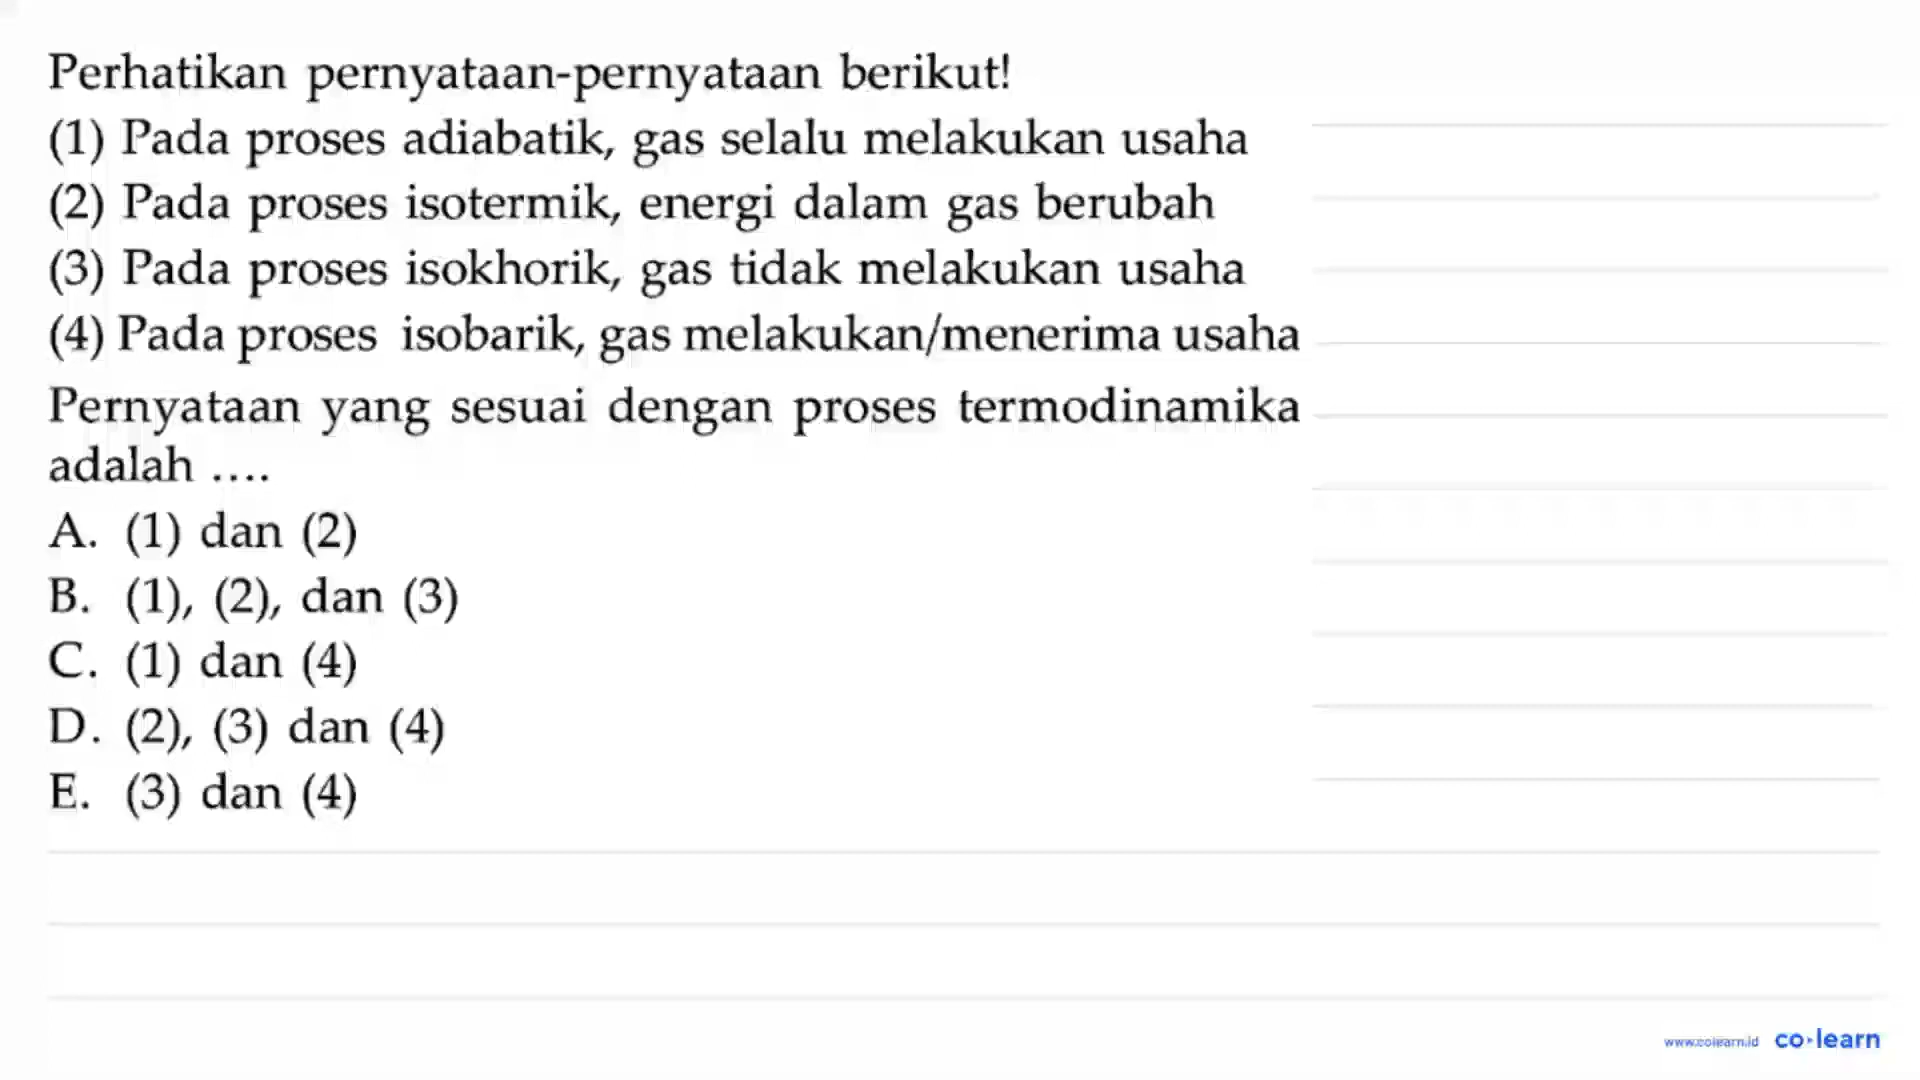 Perhatikan pernyataan-pernyataan berikut!
(1) Pada proses adiabatik, gas selalu melakukan usaha
(2) Pada proses isotermik, energi dalam gas berubah
(3) Pada proses isokhorik, gas tidak melakukan usaha
(4) Pada proses isobarik, gas melakukan/menerima usaha
Pernyataan yang sesuai dengan proses termodinamika
adalah ....
A. (1) dan (2)
B. (1), (2), dan (3)
C. (1) dan (4)
D. (2), (3) dan (4)
E. (3) dan (4)
www.colearn.id co·learn